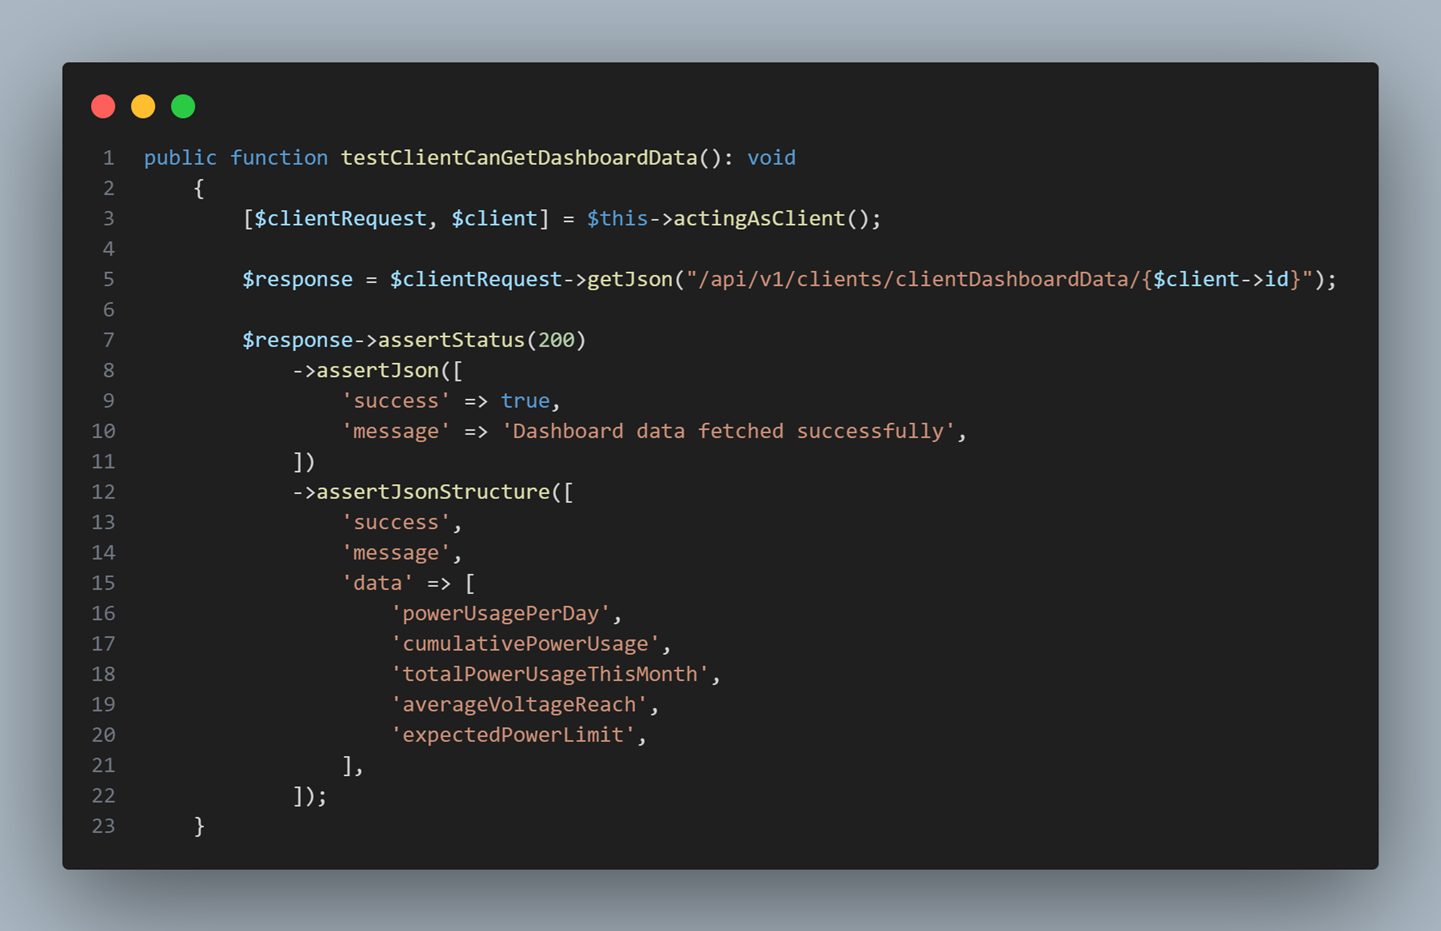 1 public function testClientCanGetDashboardData(): void
2     {
3         [$clientRequest, $client] = $this->actingAsClient();
4
5         $response = $clientRequest->getJson("/api/v1/clients/clientDashboardData/{$client->id}");
6
7         $response->assertStatus(200)
8             ->assertJson([
9                 'success' => true,
10                 'message' => 'Dashboard data fetched successfully',
11             ])
12             ->assertJsonStructure([
13                 'success',
14                 'message',
15                 'data' => [
16                     'powerUsagePerDay',
17                     'cumulativePowerUsage',
18                     'totalPowerUsageThisMonth',
19                     'averageVoltageReach',
20                     'expectedPowerLimit',
21                 ],
22             ]);
23     }